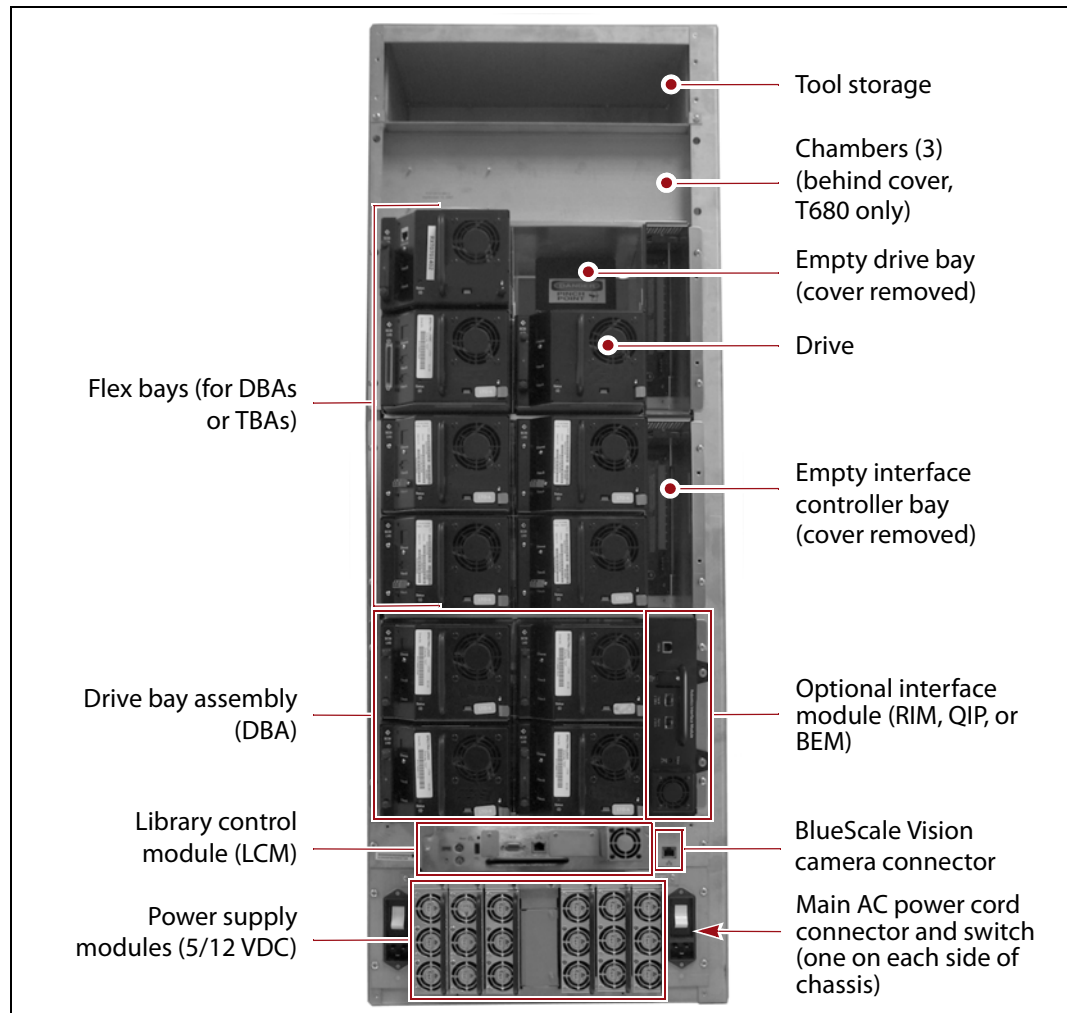 Tool storage
Chambers (3)
(behind cover,
T680 only)
Empty drive bay
(cover removed)
Drive
Flex bays (for DBAs
or TBAs)
Empty interface
controller bay
(cover removed)
Drive bay assembly
(DBA)
Optional interface
module (RIM, QIP, or
BEM)
Library control
module (LCM)
BlueScale Vision
camera connector
Power supply
modules (5/12 VDC)
Main AC power cord
connector and switch
(one on each side of
chassis)
DANGER
PINCH
POINT